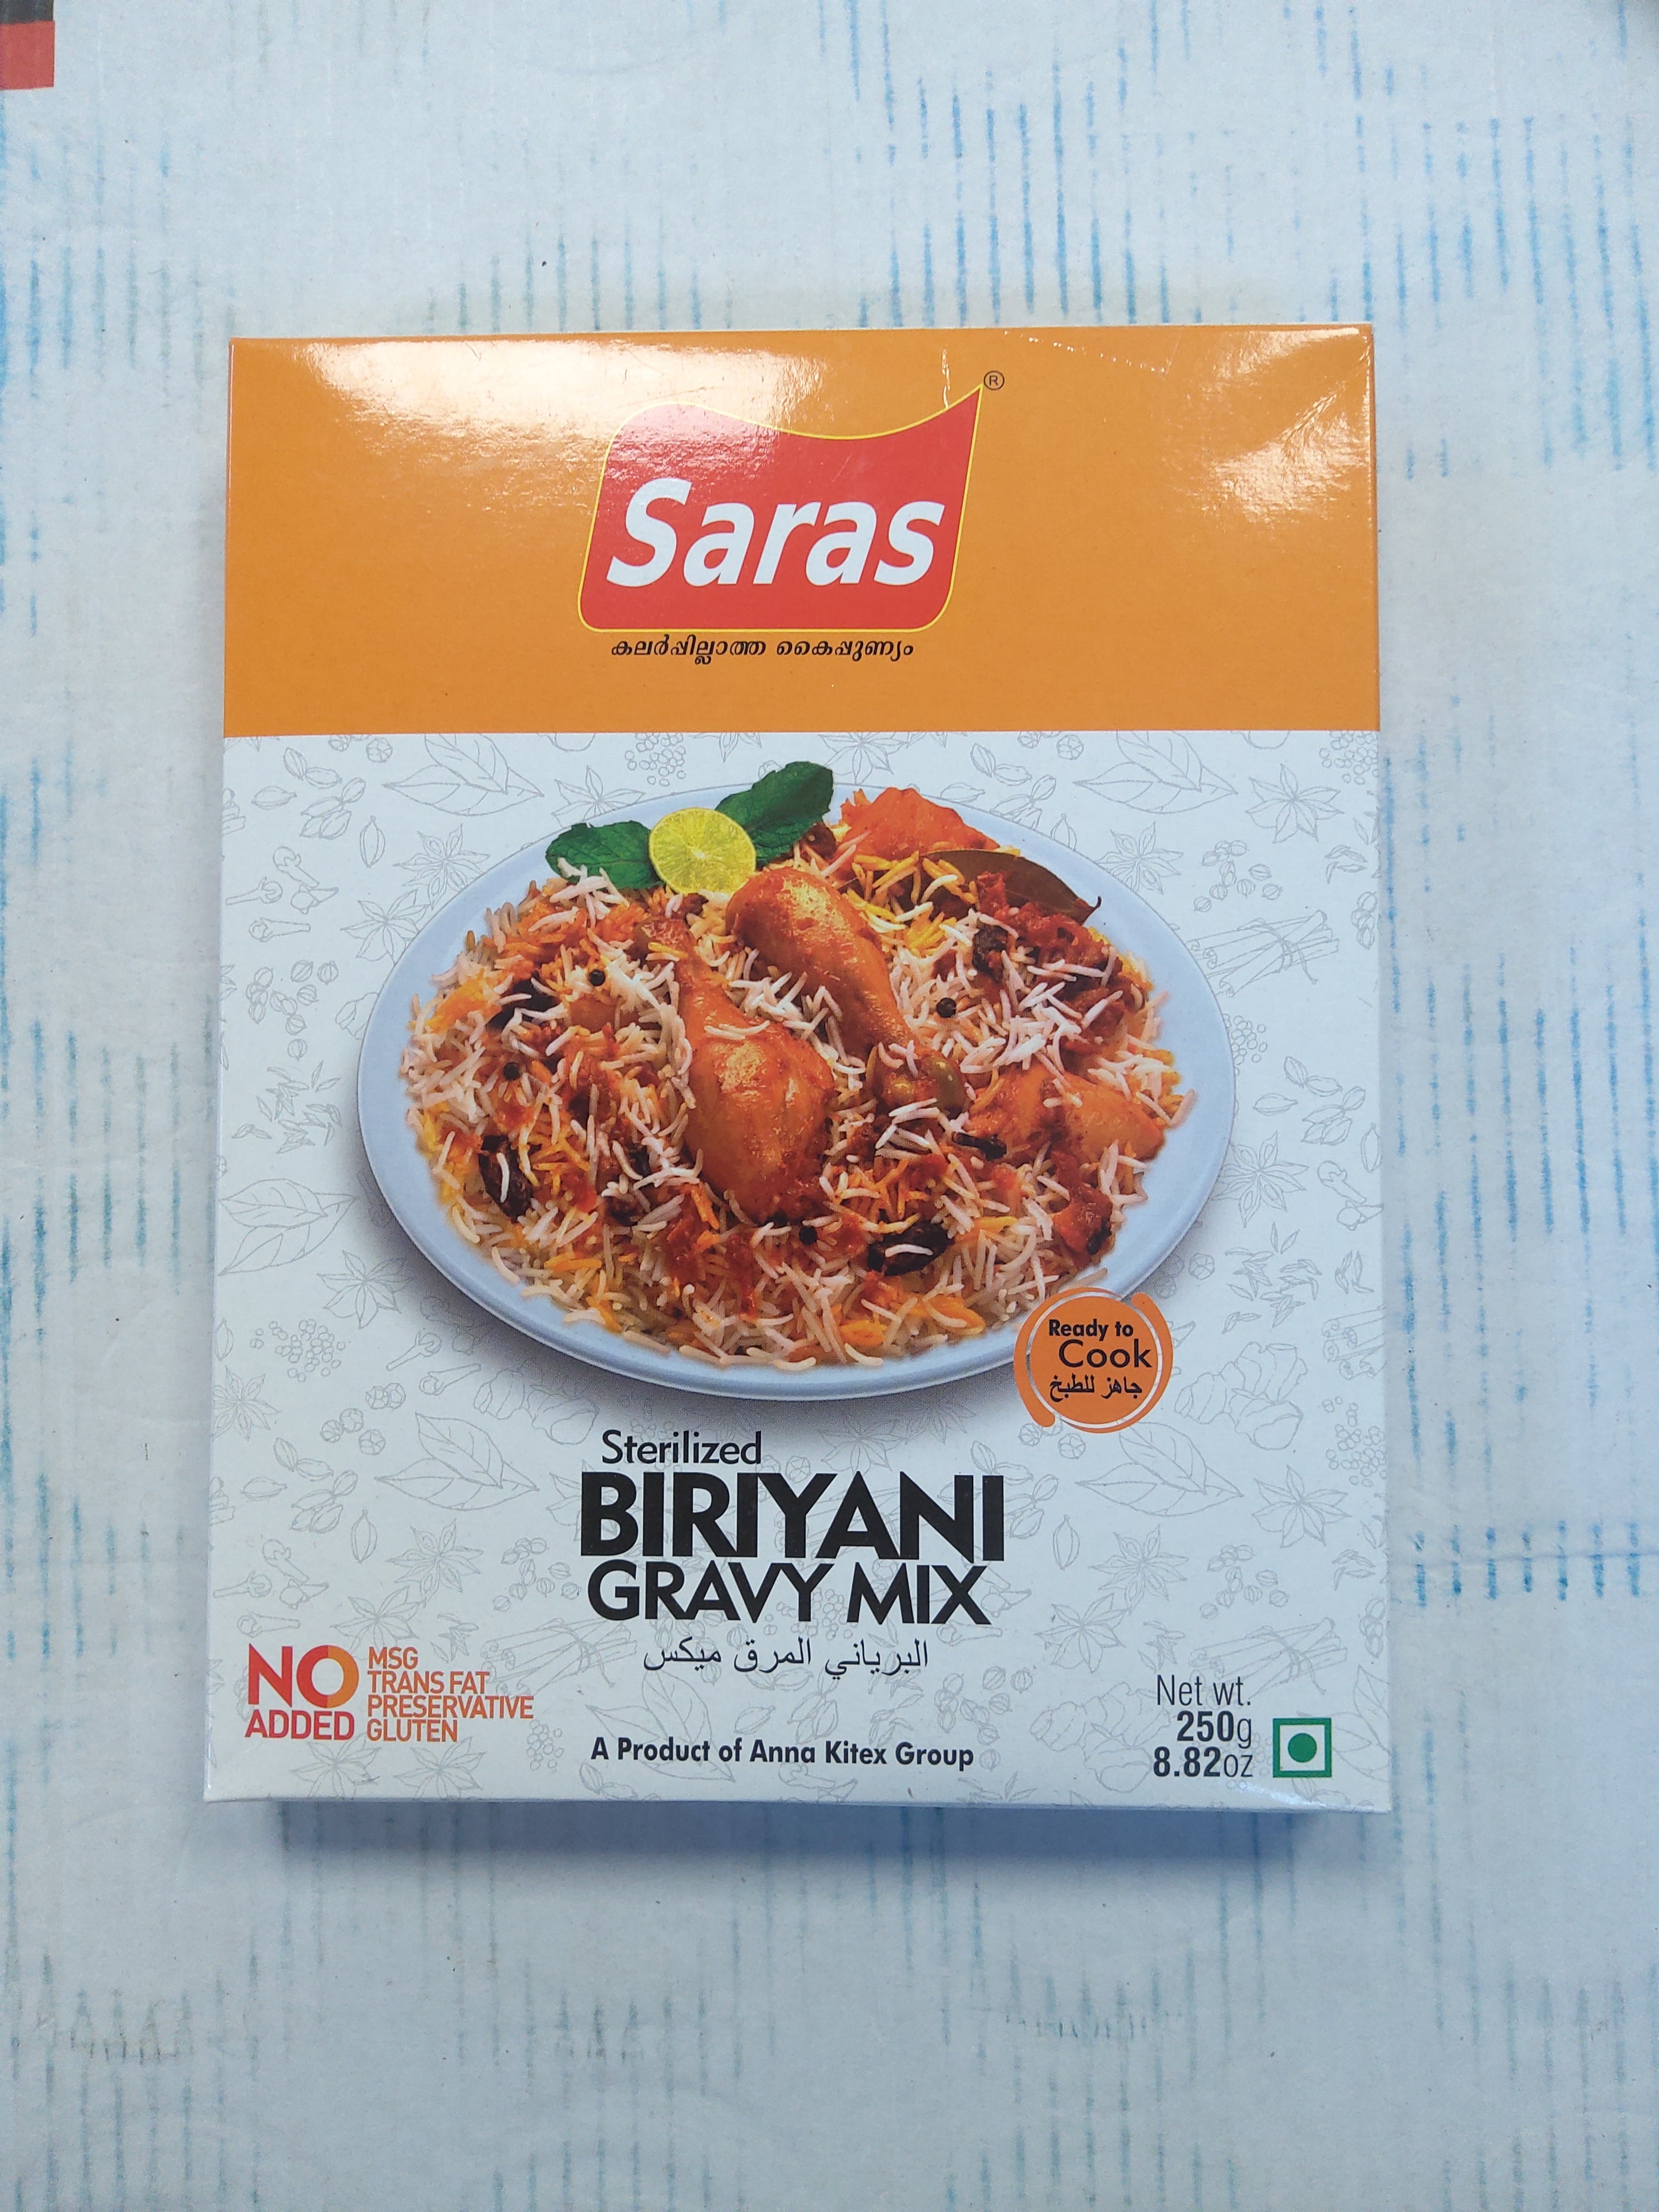 Saras
®
കലർപ്പില്ലാത്ത കൈപ്പുണ്യം
Ready to
Cook
جاهز للطبخ
Sterilized
BIRIYANI
GRAVY MIX
البرياني المرق ميكس
NO
ADDED
MSG
TRANS FAT
PRESERVATIVE
GLUTEN
A Product of Anna Kitex Group
Net wt.
250g
8.82oz